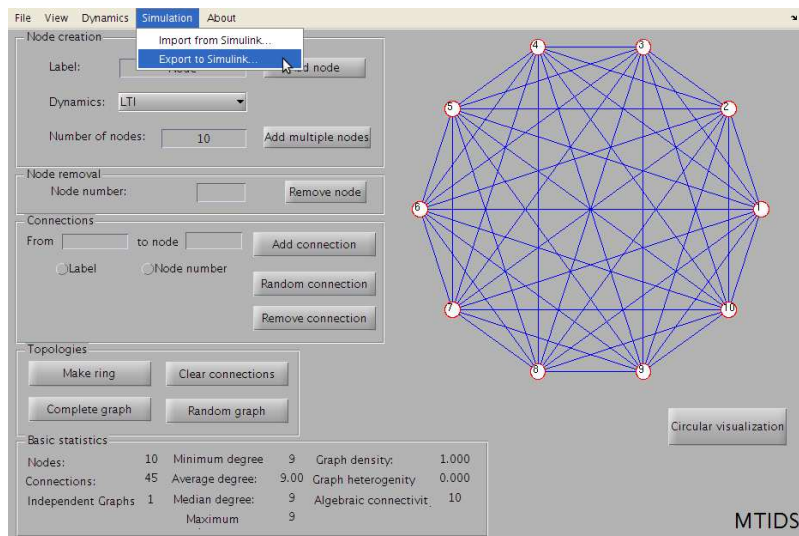 File View Dynamics Simulation About
Import from Simulink...
Export to Simulink...
Node creation
Label:
node
Dynamics: LTI
Number of nodes: 10 Add multiple nodes
Node removal
Node number: Remove node
Connections
From to node Add connection
Label Node number
Random connection
Remove connection
Topologies
Make ring Clear connections
Complete graph Random graph
Circular visualization
Basic statistics
Nodes: 10 Minimum degree 9 Graph density: 1.000
Connections: 45 Average degree: 9.00 Graph heterogenity 0.000
Independent Graphs 1 Median degree: 9 Algebraic connectivit 10
Maximum 9
4 3
5 2
6 1
7 10
8 9
MTIDS